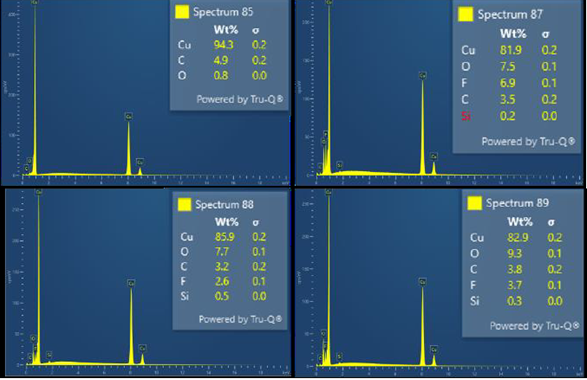 Spectrum 85
Wt% σ
Cu 94.3 0.2
C 4.9 0.2
O 0.8 0.0
Powered by Tru-Q®
Spectrum 87
Wt% σ
Cu 81.9 0.2
O 7.5 0.1
F 6.9 0.1
C 3.5 0.2
Si 0.2 0.0
Powered by Tru-Q®
Spectrum 88
Wt% σ
Cu 85.9 0.2
O 7.7 0.1
C 3.2 0.2
F 2.6 0.1
Si 0.5 0.0
Powered by Tru-Q®
Spectrum 89
Wt% σ
Cu 82.9 0.2
O 9.3 0.1
C 3.8 0.2
F 3.7 0.1
Si 0.3 0.0
Powered by Tru-Q®